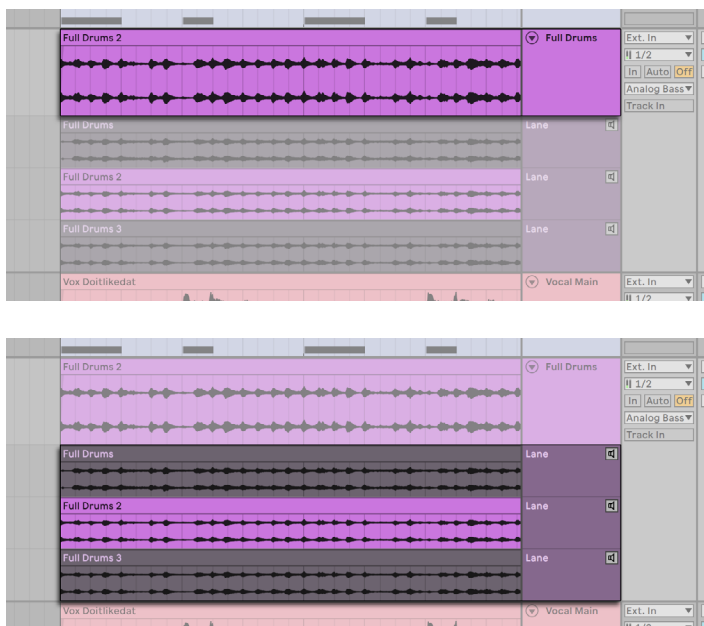 Full Drums 2 Full Drums Ext. In
1/2
In Auto Off
Analog Bass
Track In
Full Drums Lane
Full Drums 2 Lane
Full Drums 3 Lane
Vox Doitlikedat Vocal Main Ext. In
1/2
Full Drums 2 Full Drums Ext. In
1/2
In Auto Off
Analog Bass
Track In
Full Drums Lane
Full Drums 2 Lane
Full Drums 3 Lane
Vox Doitlikedat Vocal Main Ext. In